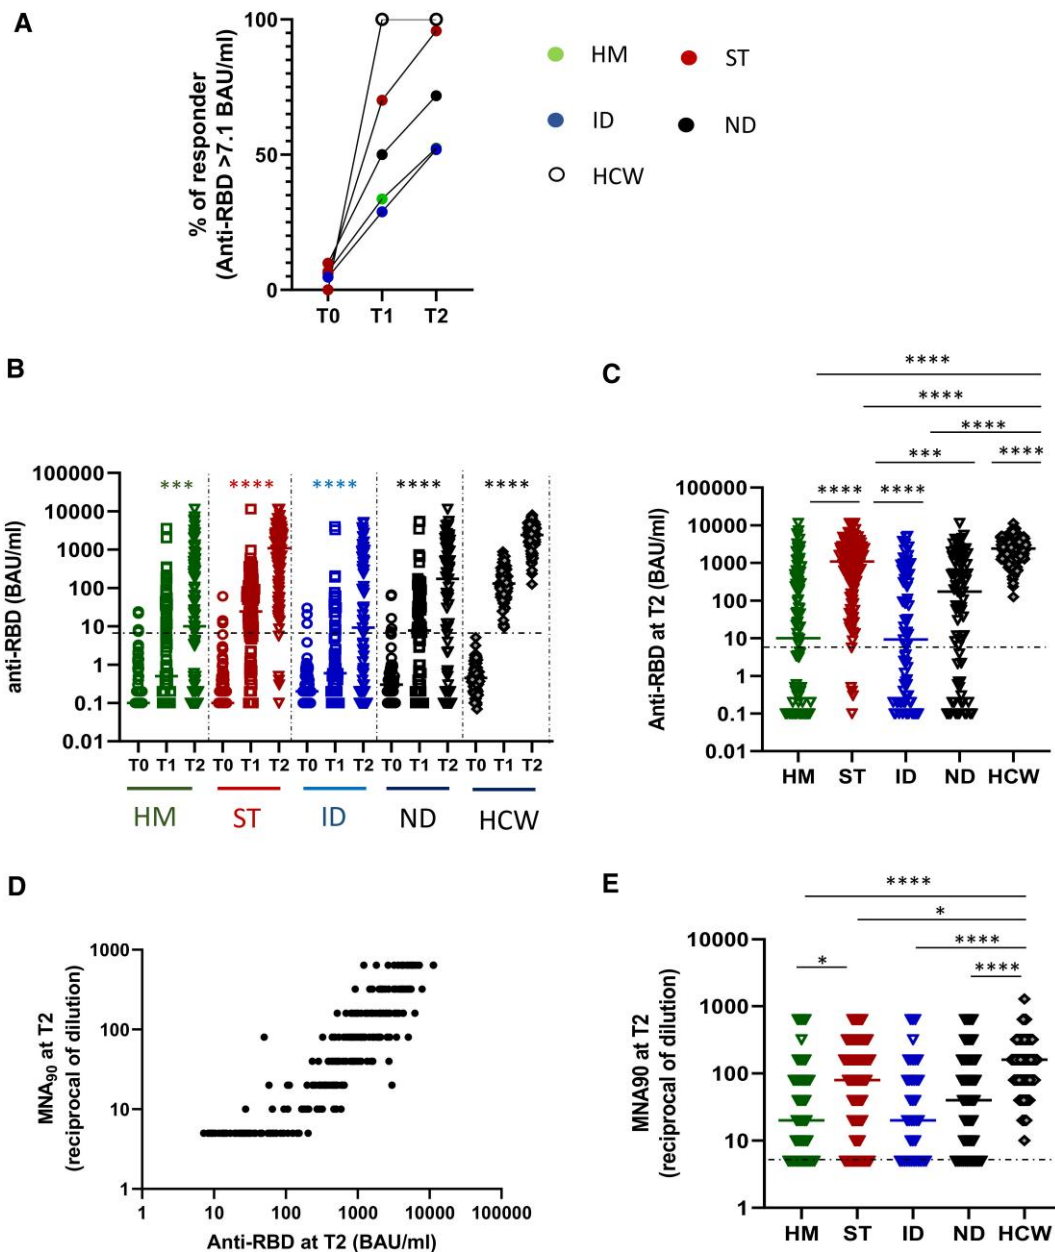 A
% of responder
(Anti-RBD >7.1 BAU/ml)
100
50
0
T0 T1 T2
HM ST
ID ND
HCW
B
anti-RBD (BAU/ml)
100000
10000
1000
100
10
1
0.1
0.01
*** **** **** **** ****
T0 T1 T2 T0 T1 T2 T0 T1 T2 T0 T1 T2 T0 T1 T2
HM ST ID ND HCW
C
****
****
****
*** ****
**** ****
Anti-RBD at T2 (BAU/ml)
100000
10000
1000
100
10
1
0.1
0.01
HM ST ID ND HCW
D
MNA90 at T2
(reciprocal of dilution)
1000
100
10
1
1 10 100 1000 10000 100000
Anti-RBD at T2 (BAU/ml)
E
****
*
****
* ****
MNA90 at T2
(reciprocal of dilution)
10000
1000
100
10
1
HM ST ID ND HCW